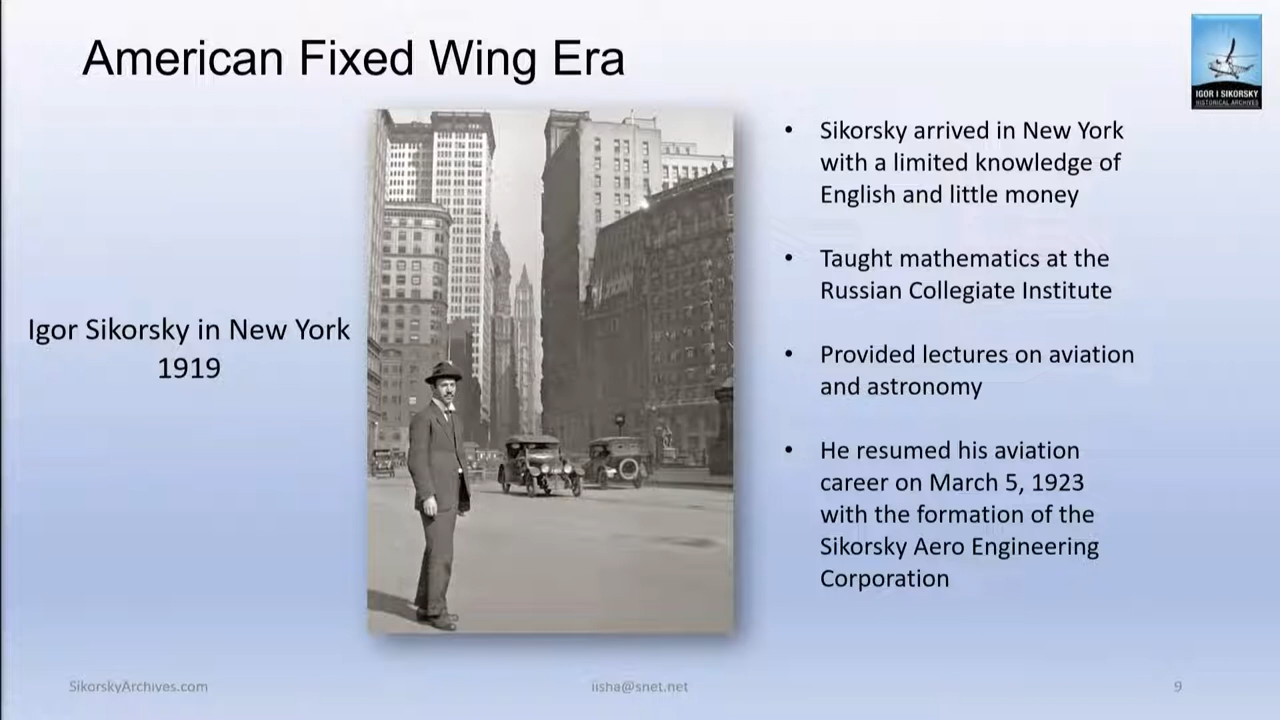 American Fixed Wing Era
IGOR I SIKORSKY
HISTORICAL ARCHIVES
Igor Sikorsky in New York
1919
• Sikorsky arrived in New York
with a limited knowledge of
English and little money
• Taught mathematics at the
Russian Collegiate Institute
• Provided lectures on aviation
and astronomy
• He resumed his aviation
career on March 5, 1923
with the formation of the
Sikorsky Aero Engineering
Corporation
SikorskyArchives.com
iisha@snet.net
9